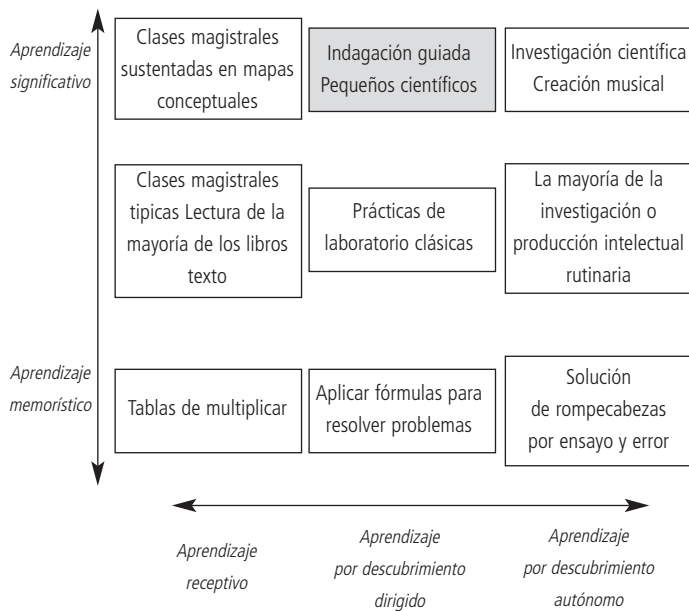 Aprendizaje
significativo
Clases magistrales
sustentadas en mapas
conceptuales
Indagación guiada
Pequeños científicos
Investigación científica
Creación musical
Clases magistrales
tipicas Lectura de la
mayoría de los libros
texto
Prácticas de
laboratorio clásicas
La mayoría de la
investigación o
producción intelectual
rutinaria
Aprendizaje
memorístico
Tablas de multiplicar
Aplicar fórmulas para
resolver problemas
Solución
de rompecabezas
por ensayo y error
Aprendizaje
receptivo
Aprendizaje
por descubrimiento
dirigido
Aprendizaje
por descubrimiento
autónomo